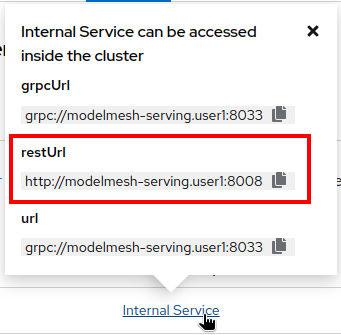 Internal Service can be accessed
inside the cluster
grpcUrl
grpc://modelmesh-serving.user1:8033
restUrl
http://modelmesh-serving.user1:8008
url
grpc://modelmesh-serving.user1:8033
Internal Service